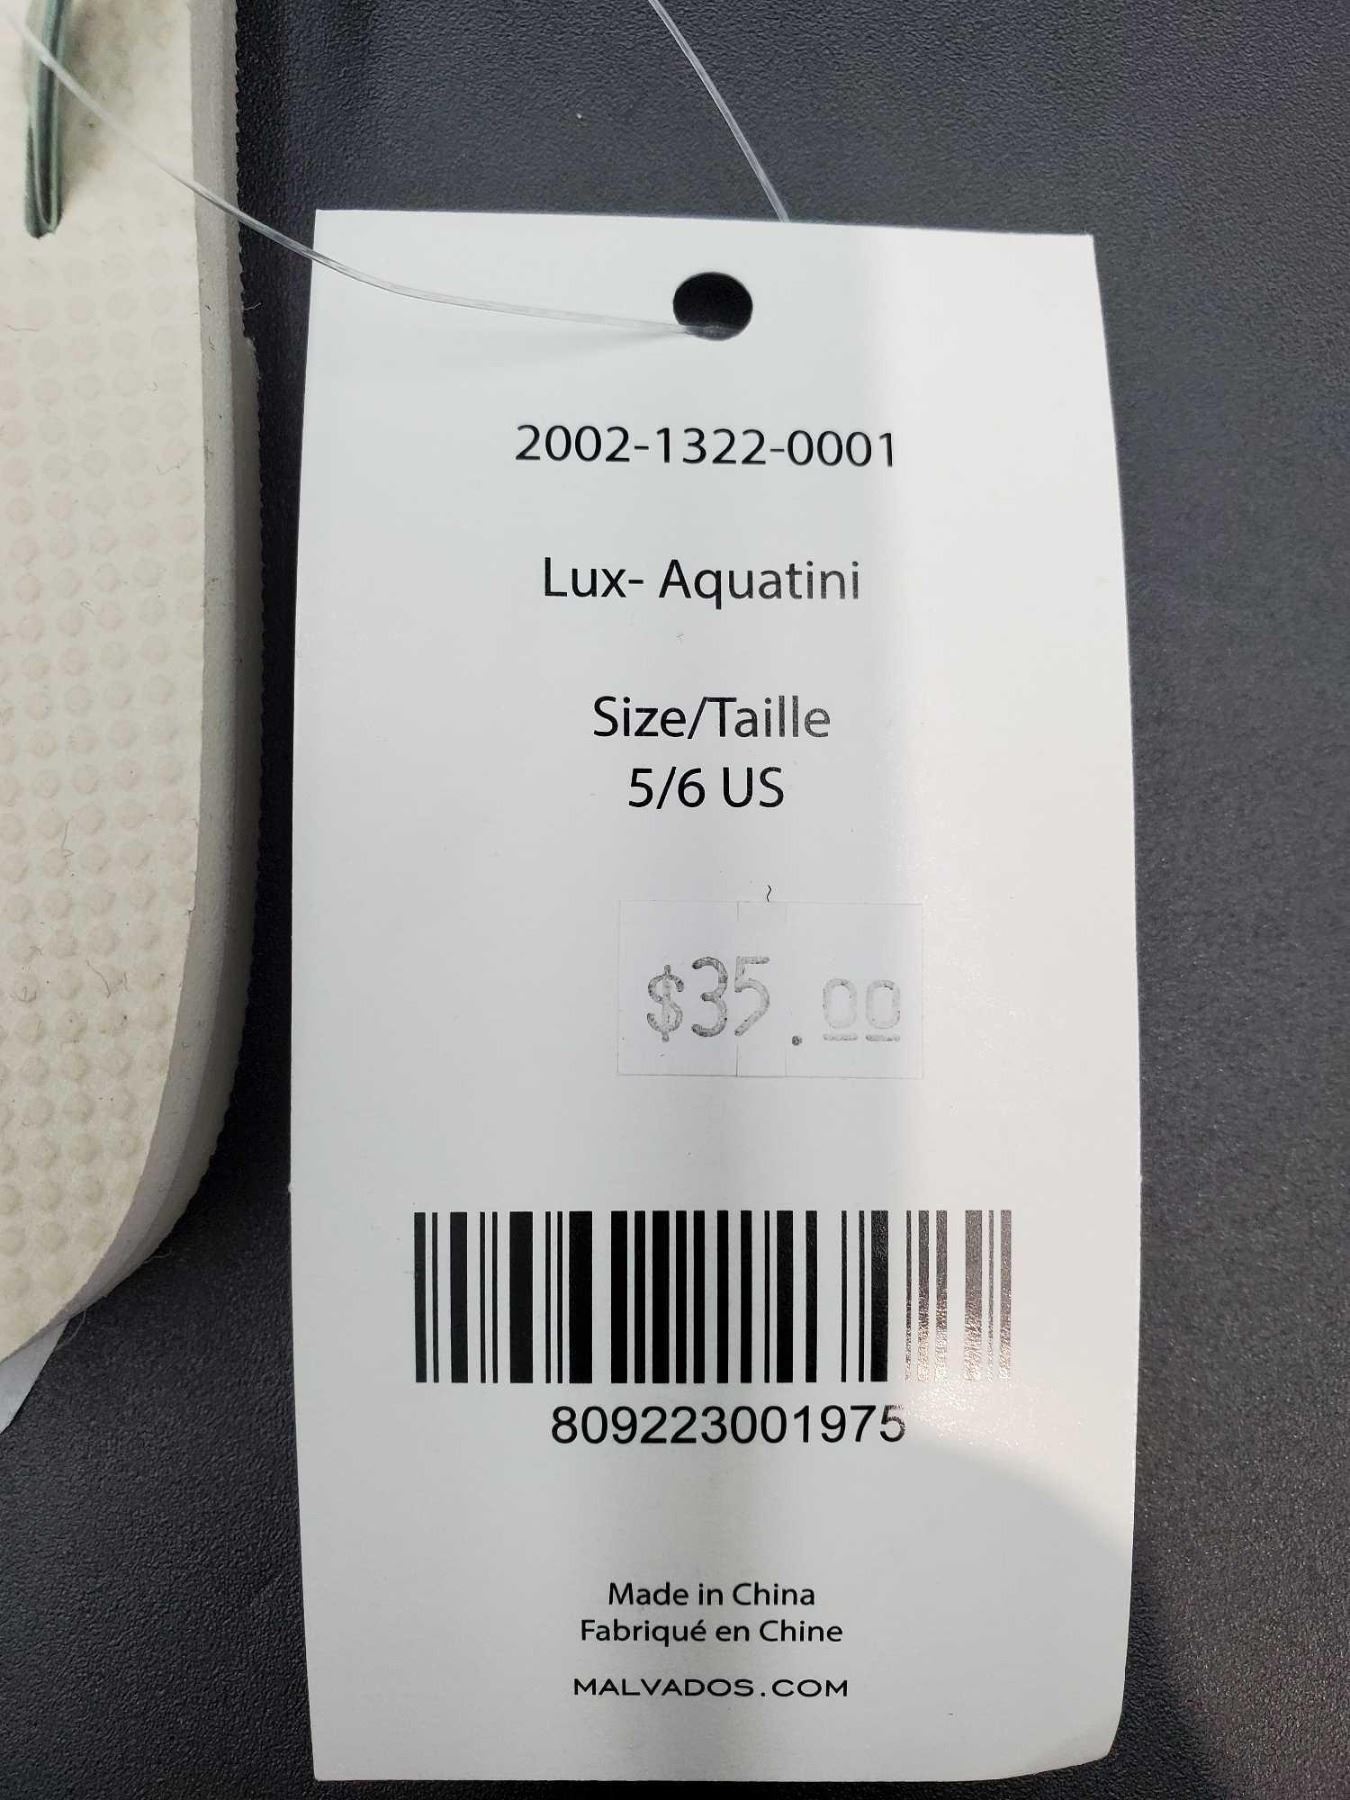 2002-1322-0001
Lux- Aquatini
Size/Taille
5/6 US
$35.00
809223001975
Made in China
Fabriqué en Chine
MALVADOS.COM